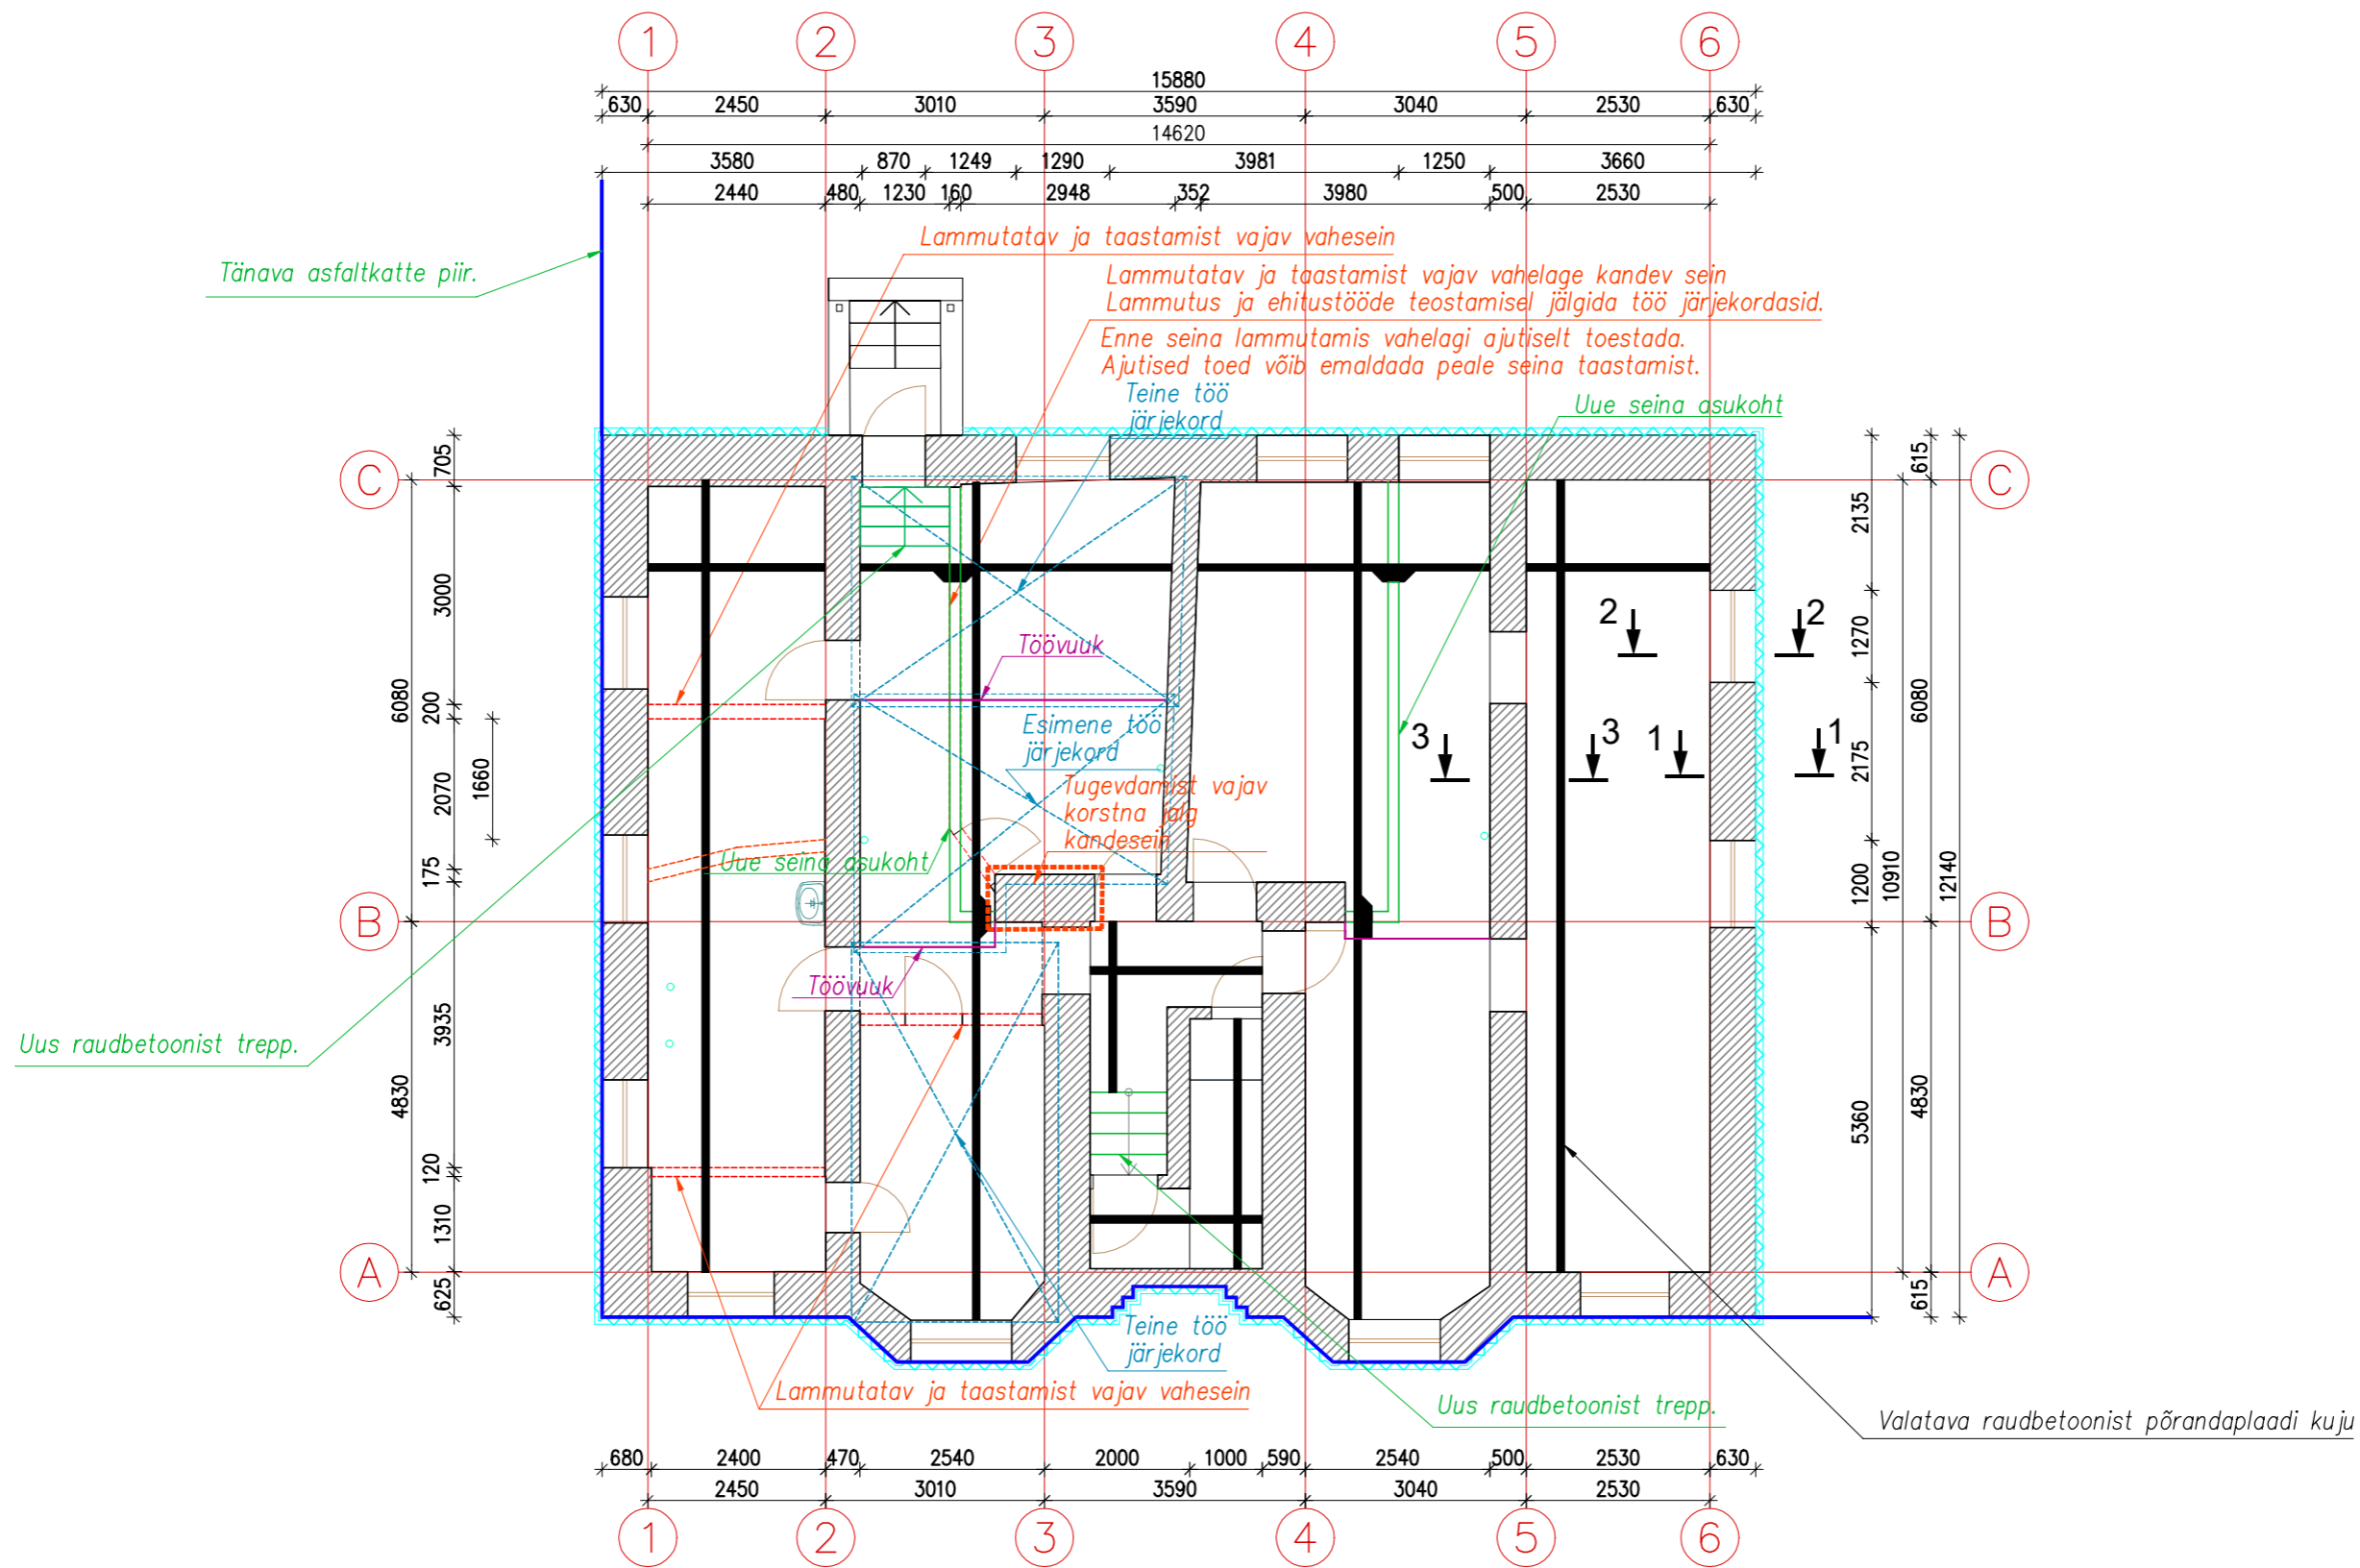 1 2 3 4 5 6
15880
630 2450 3010 3590 3040 2530 630
14620
3580 870 1249 1290 3981 1250 3660
2440 480 1230 160 2948 352 3980 500 2530
Lammutatav ja taastamist vajav vahesein
Tänava asfaltkatte piir.
Lammutatav ja taastamist vajav vahelage kandev sein
Lammutus ja ehitustööde teostamisel jälgida töö järjekordasid.
Enne seina lammutamis vahelagi ajutiselt toestada.
Ajutised toed võib emaldada peale seina taastamist.
Teine töö
järjekord
Uue seina asukoht
C
C
705
3000
200
2070
175
3935
120
1310
625
6080
4830
1660
615
2135
1270
2175
1200
5360
6080
4830
615
10910
12140
2 2
Töövuuk
3 3 1 1
Esimene töö
järjekord
Tugevdamist vajav
korstna jalg
kandesein
Uue seina asukoht
B
B
Töövuuk
Uus raudbetoonist trepp.
A
A
Teine töö
järjekord
Lammutatav ja taastamist vajav vahesein
Uus raudbetoonist trepp.
Valatava raudbetoonist põrandaplaadi kuju
680 2400 470 2540 2000 1000 590 2540 500 2530 630
2450 3010 3590 3040 2530
1 2 3 4 5 6